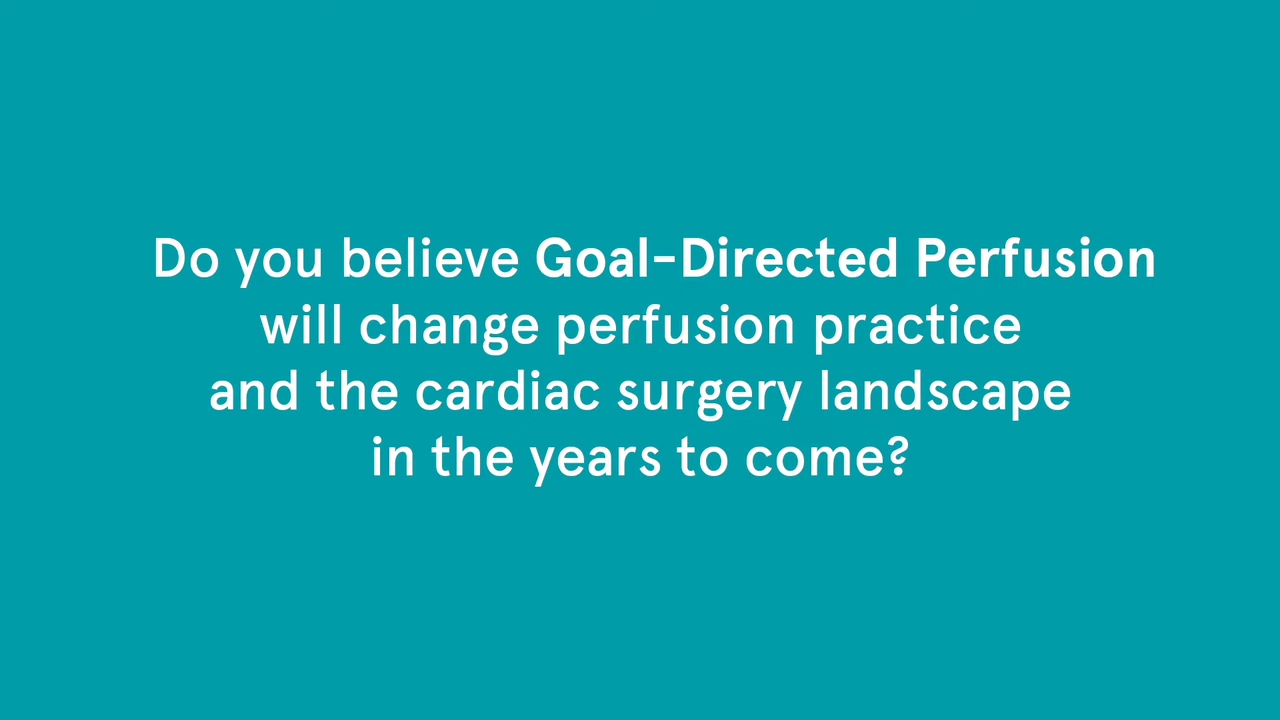 Do you believe Goal-Directed Perfusion
will change perfusion practice
and the cardiac surgery landscape
in the years to come?